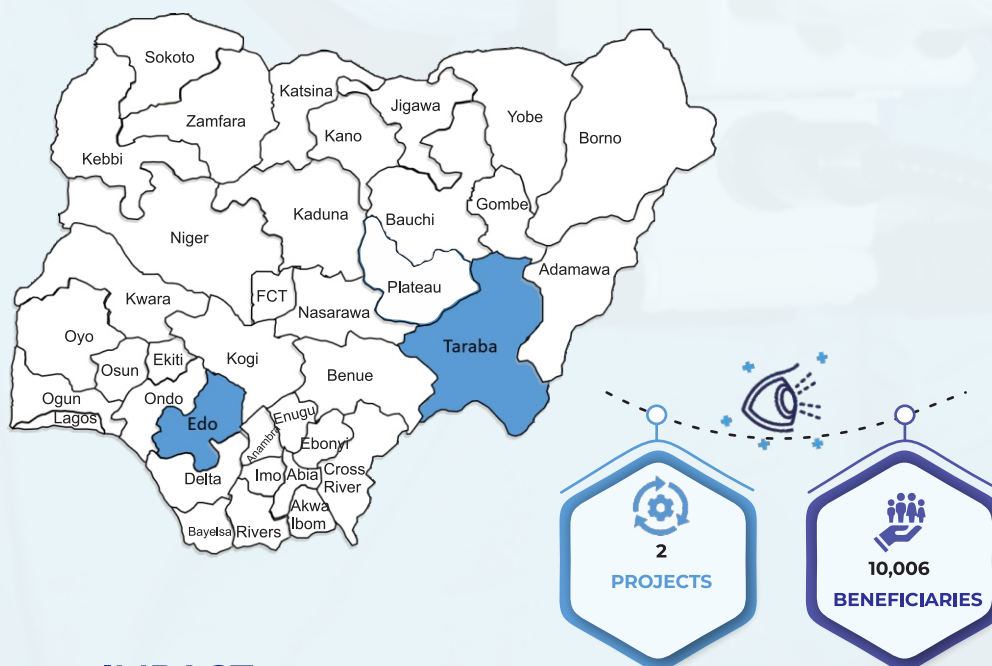 Sokoto
Katsina
Jigawa
Yobe
Borno
Zamfara
Kano
Kebbi
Kaduna
Bauchi
Gombe
Niger
Adamawa
Plateau
FCT
Kwara
Nasarawa
Oyo
Taraba
Kogi
Osun
Ekiti
Benue
Ogun
Ondo
Lagos
Edo
Enugu
Anambra
Ebonyi
Delta
Imo
Abia
Cross
River
Akwa
Ibom
Bayelsa
Rivers
2
PROJECTS
10,006
BENEFICIARIES